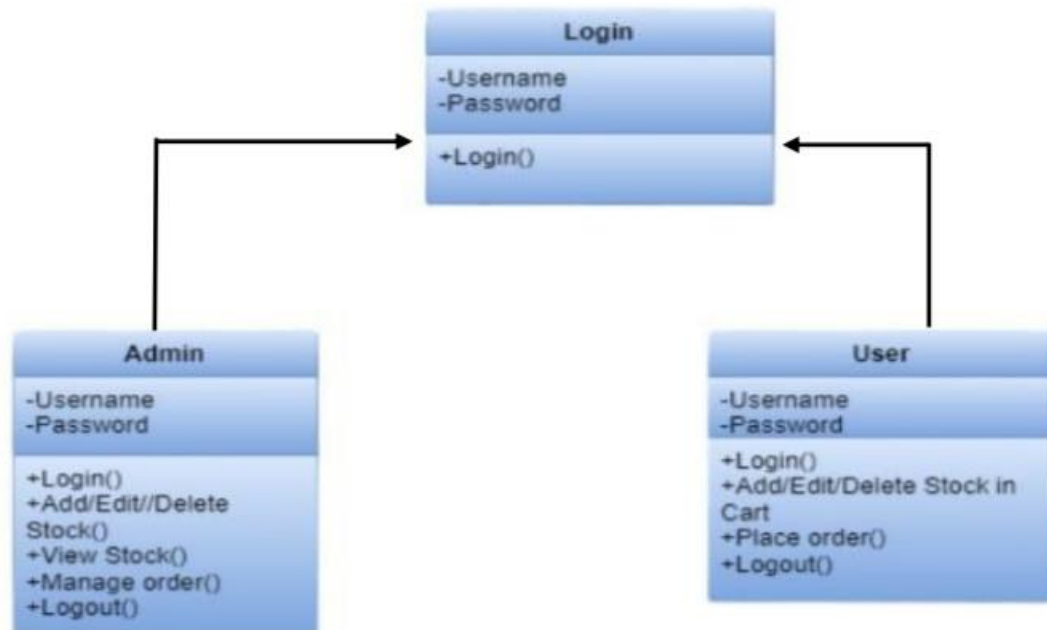 Login
-Username
-Password
+Login()
Admin
-Username
-Password
+Login()
+Add/Edit//Delete
Stock()
+View Stock()
+Manage order()
+Logout()
User
-Username
-Password
+Login()
+Add/Edit/Delete Stock in
Cart
+Place order()
+Logout()